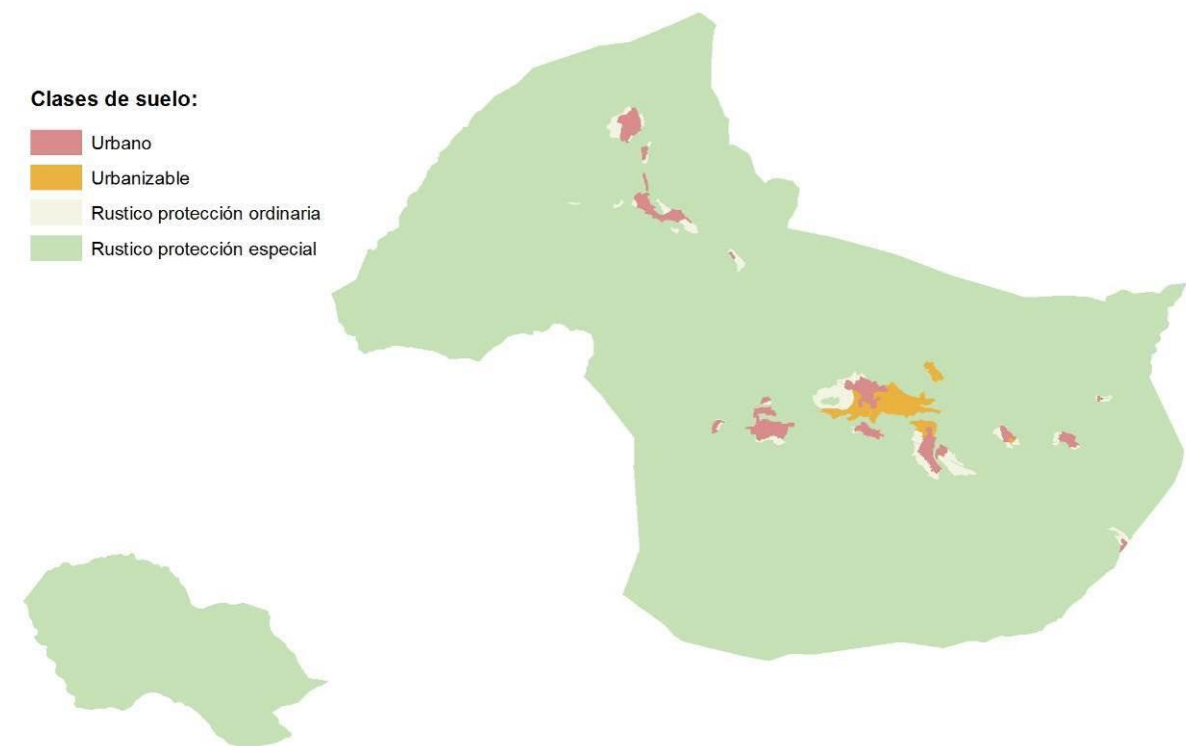 Clases de suelo:
Urbano
Urbanizable
Rustico protección ordinaria
Rustico protección especial